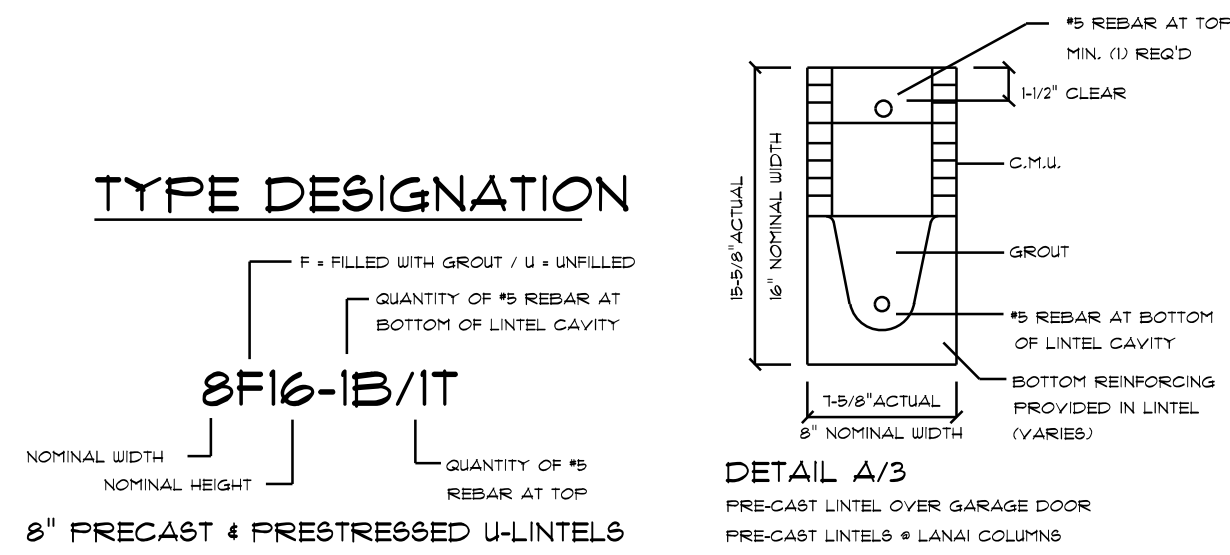 TYPE DESIGNATION
F = FILLED WITH GROUT / U = UNFILLED
QUANTITY OF #5 REBAR AT
BOTTOM OF LINTEL CAVITY
8F16-1B/1T
NOMINAL WIDTH
NOMINAL HEIGHT
QUANTITY OF #5
REBAR AT TOP
8" PRECAST & PRESTRESSED U-LINTELS
#5 REBAR AT TOP
MIN. (1) REQ'D
1-1/2" CLEAR
C.M.U.
15-5/8"ACTUAL
16" NOMINAL WIDTH
GROUT
#5 REBAR AT BOTTOM
OF LINTEL CAVITY
BOTTOM REINFORCING
PROVIDED IN LINTEL
(VARIES)
7-5/8"ACTUAL
8" NOMINAL WIDTH
DETAIL A/3
PRE-CAST LINTEL OVER GARAGE DOOR
PRE-CAST LINTELS @ LANAI COLUMNS